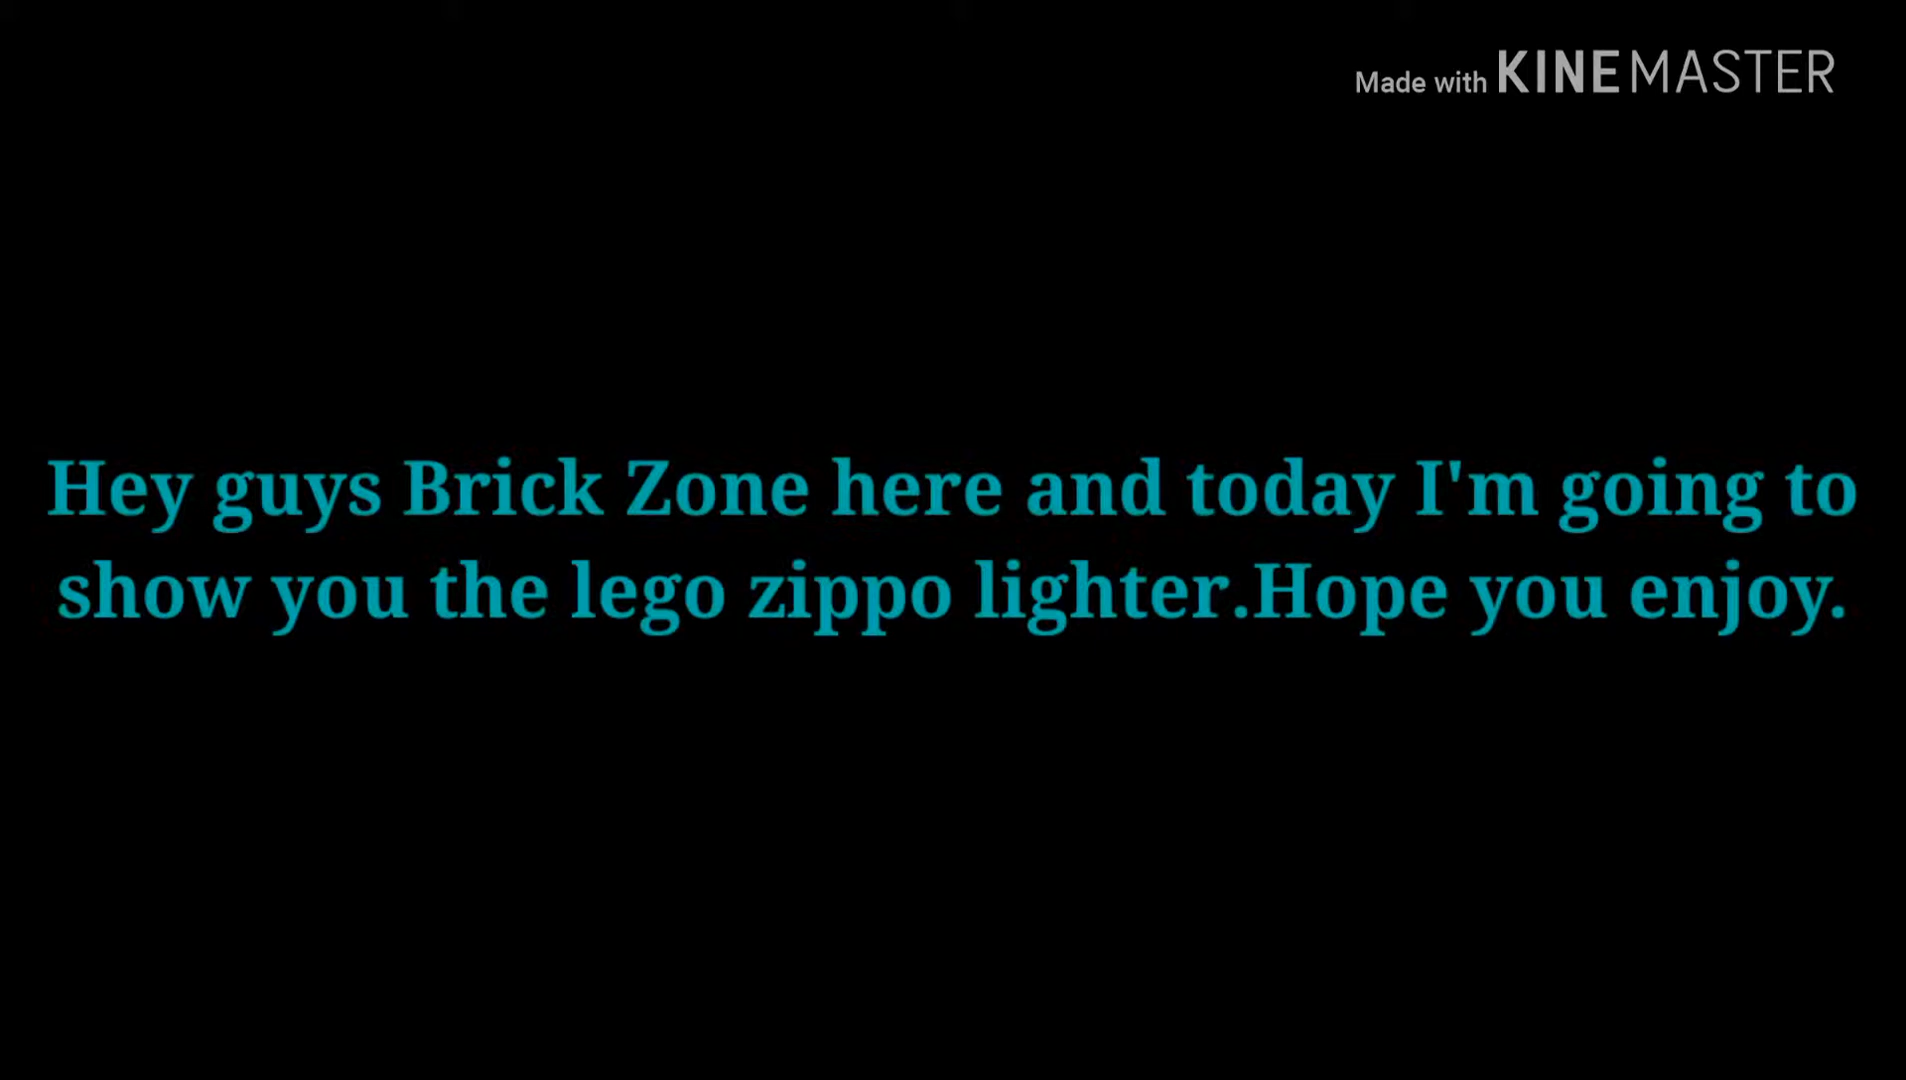 Made with KINEMASTER
Hey guys Brick Zone here and today I'm going to
show you the lego zippo lighter.Hope you enjoy.